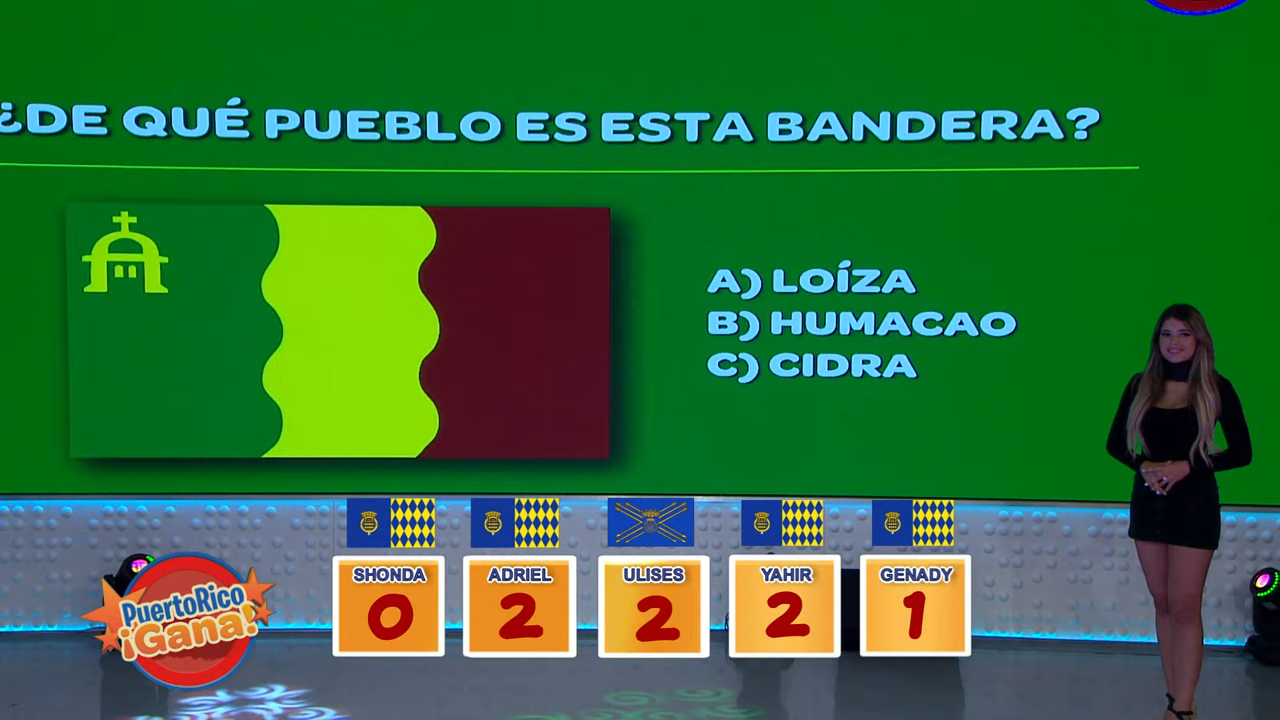 ¿DE QUÉ PUEBLO ES ESTA BANDERA?
A) LOÍZA
B) HUMACAO
C) CIDRA
SHONDA
ADRIEL
ULISES
YAHIR
GENADY
0
2
2
2
1
PuertoRico
¡Gana!